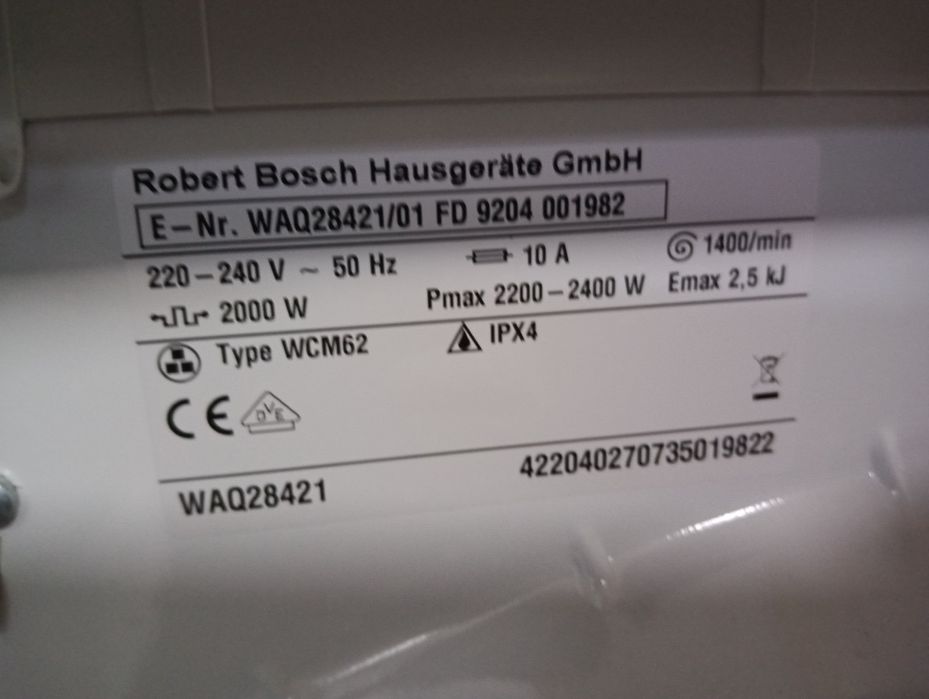 Robert Bosch Hausgeräte GmbH
E-Nr. WAQ28421/01 FD 9204 001982
220-240 V ~ 50 Hz 10 A 1400/min
2000 W Pmax 2200-2400 W Emax 2,5 kJ
Type WCM62 IPX4
CE DVE
WAQ28421 422040270735019822